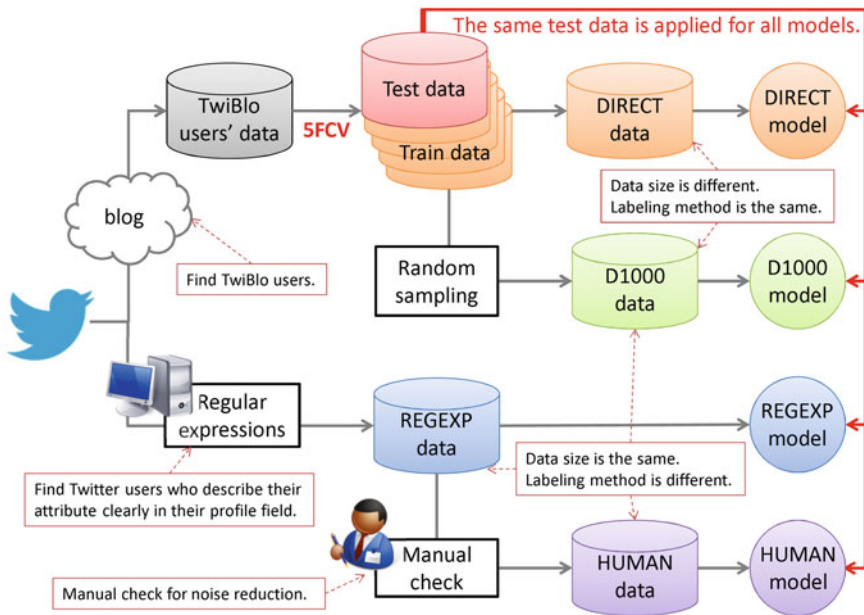 The same test data is applied for all models.
TwiBlo
users' data
5FCV
Test data
Train data
DIRECT
data
DIRECT
model
Data size is different.
Labeling method is the same.
blog
Find TwiBlo users.
Random
sampling
D1000
data
D1000
model
Regular
expressions
REGEXP
data
REGEXP
model
Find Twitter users who describe their
attribute clearly in their profile field.
Data size is the same.
Labeling method is different.
Manual
check
HUMAN
data
HUMAN
model
Manual check for noise reduction.